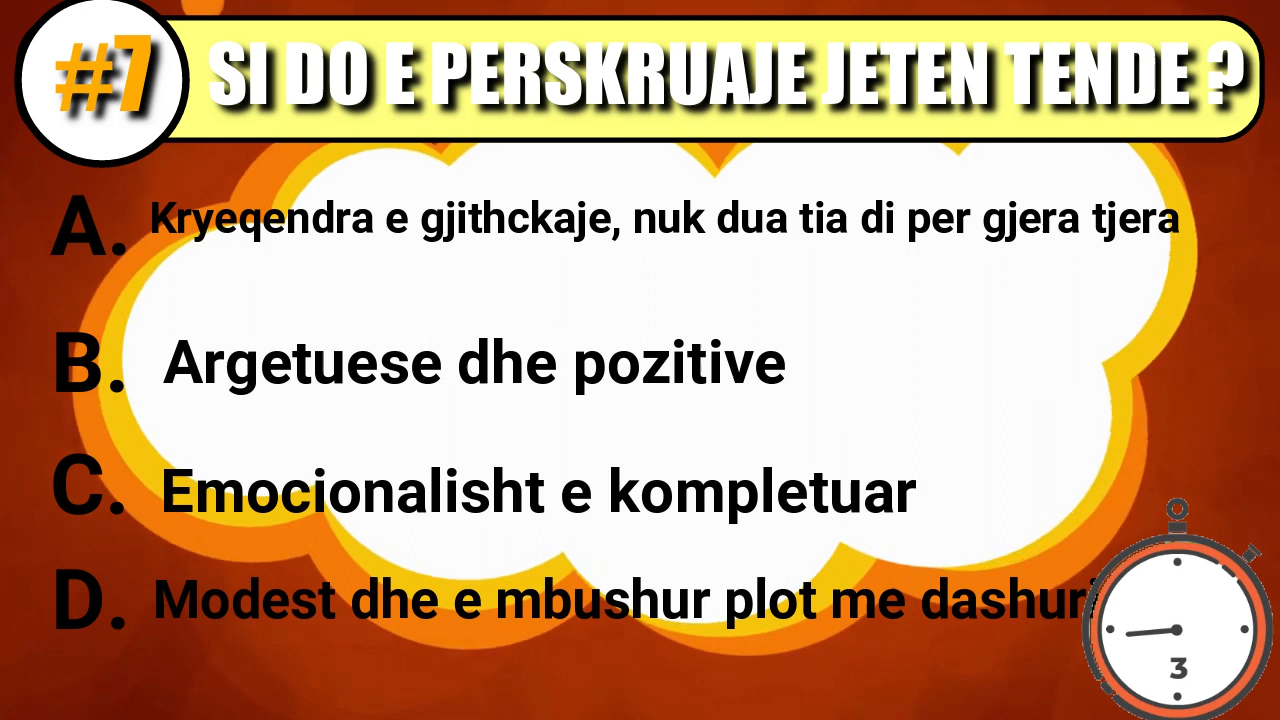 #7 SI DO E PERSKRUAJE JETEN TENDE ?
A. Kryeqendra e gjithckaje, nuk dua tia di per gjera tjera
B. Argetuese dhe pozitive
C. Emocionalisht e kompletuar
D. Modest dhe e mbushur plot me dashuri
3